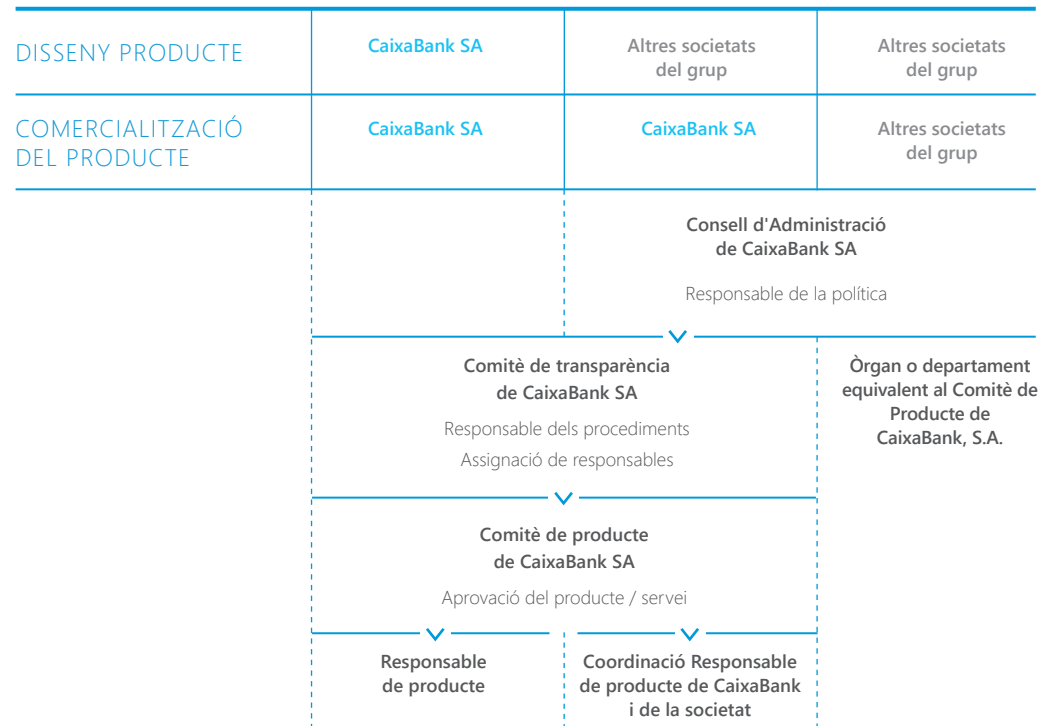 DISSENY PRODUCTE
CaixaBank SA
Altres societats
del grup
Altres societats
del grup
COMERCIALITZACIÓ
DEL PRODUCTE
CaixaBank SA
CaixaBank SA
Altres societats
del grup
Consell d'Administració
de CaixaBank SA
Responsable de la política
Comitè de transparència
de CaixaBank SA
Responsable dels procediments
Assignació de responsables
Òrgan o departament
equivalent al Comitè de
Producte de
CaixaBank, S.A.
Comitè de producte
de CaixaBank SA
Aprovació del producte / servei
Responsable
de producte
Coordinació Responsable
de producte de CaixaBank
i de la societat